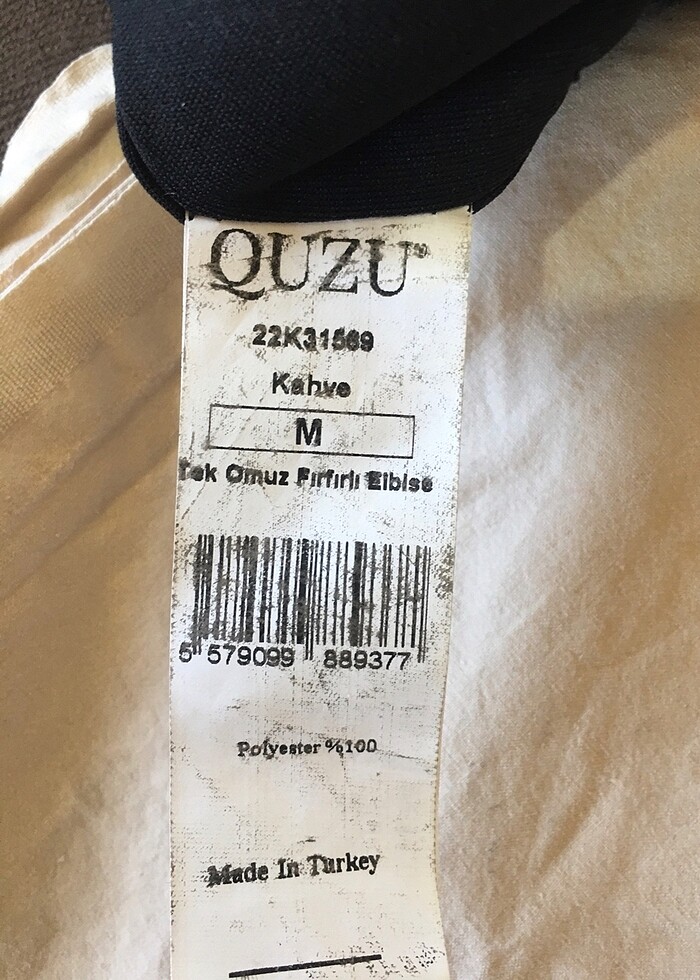 QUZU®
22K31569
Kahve
M
Tek Omuz Fırfırlı Elbise
5 579099 889377
Polyester %100
Made In Turkey